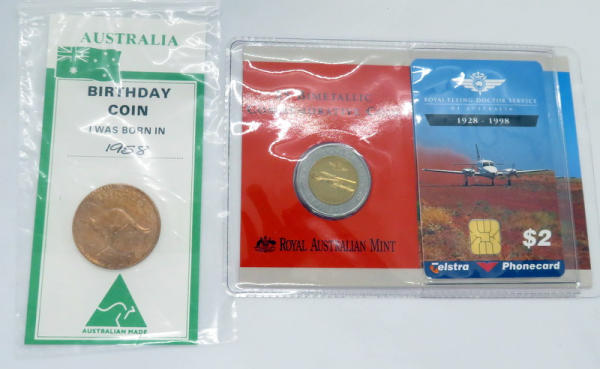 AUSTRALIA
BIRTHDAY
COIN
I WAS BORN IN
1958
BIMETALLIC
ROYAL AUSTRALIAN MINT
AUSTRALIAN MADE
ROYAL FLYING DOCTOR SERVICE
OF AUSTRALIA
1928 - 1998
$2
Telstra Phonecard